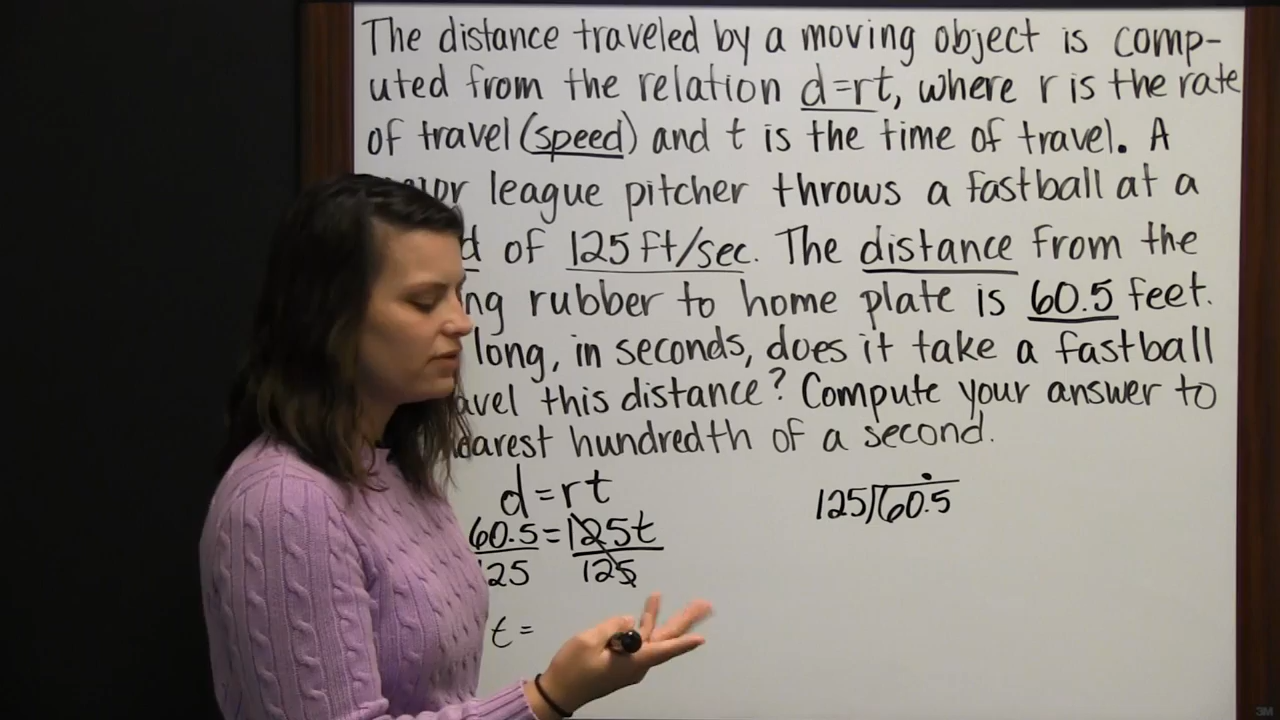 The distance traveled by a moving object is comp-
uted from the relation d=rt, where r is the rate
of travel (speed) and t is the time of travel. A
league pitcher throws a fastball at a
of 125 ft/sec. The distance from the
rubber to home plate is 60.5 feet.
long, in seconds, does it take a fastball
this distance? Compute your answer to
hundredth of a second.
d=rt
60.5=125t
125 125
t=
125)60.5
3M